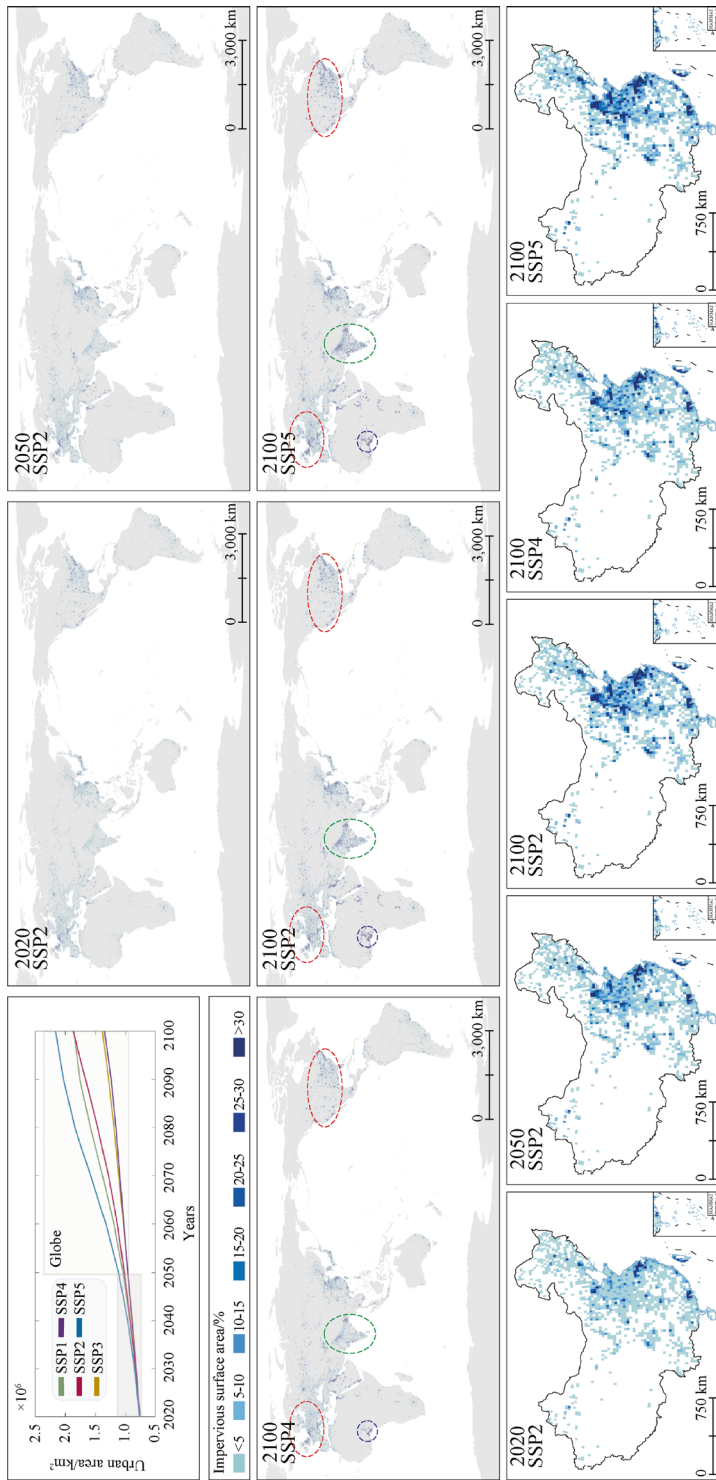 ×10⁶
2.5
2.0
1.5
1.0
0.5
Urban area/km²
SSP1
SSP4
SSP2
SSP5
SSP3
Globe
2020
2030
2040
2050
2060
2070
2080
2090
2100
Years
Impervious surface area/%
<5
5-10
10-15
15-20
20-25
25-30
>30
2020
SSP2
0
3,000 km
2050
SSP2
0
3,000 km
2100
SSP4
0
3,000 km
2100
SSP2
0
3,000 km
2100
SSP5
0
3,000 km
2020
SSP2
0
750 km
2050
SSP2
0
750 km
2100
SSP2
0
750 km
2100
SSP4
0
750 km
2100
SSP5
0
750 km